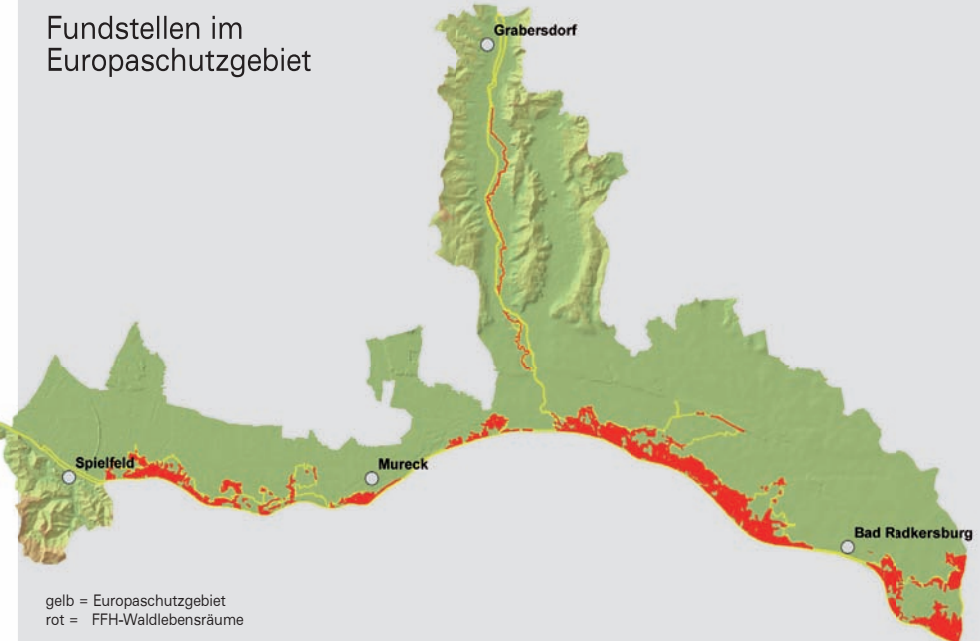 Fundstellen im
Europaschutzgebiet
Grabersdorf
Spielfeld
Mureck
Bad Radkersburg
gelb = Europaschutzgebiet
rot = FFH-Waldlebensräume